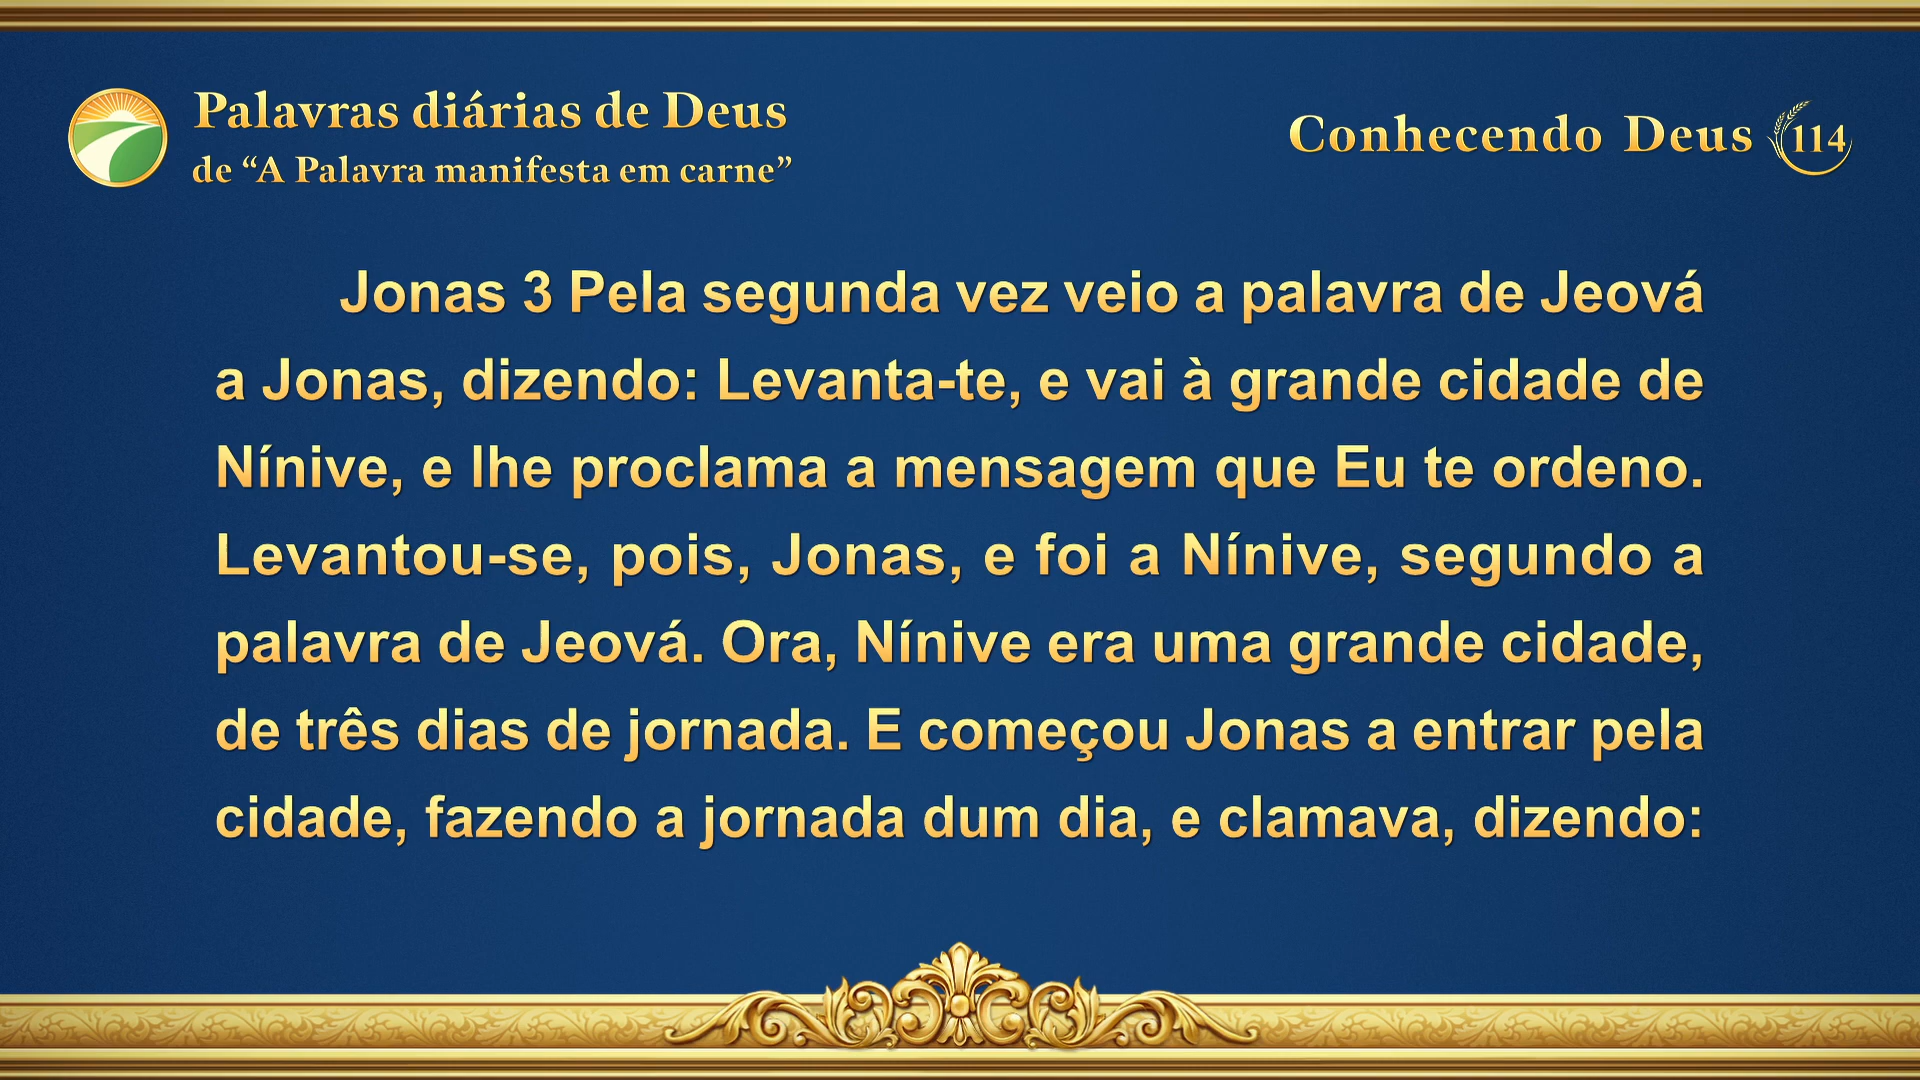 Palavras diárias de Deus
de “A Palavra manifesta em carne”
Conhecendo Deus 114
Jonas 3 Pela segunda vez veio a palavra de Jeová
a Jonas, dizendo: Levanta-te, e vai à grande cidade de
Nínive, e lhe proclama a mensagem que Eu te ordeno.
Levantou-se, pois, Jonas, e foi a Nínive, segundo a
palavra de Jeová. Ora, Nínive era uma grande cidade,
de três dias de jornada. E começou Jonas a entrar pela
cidade, fazendo a jornada dum dia, e clamava, dizendo: